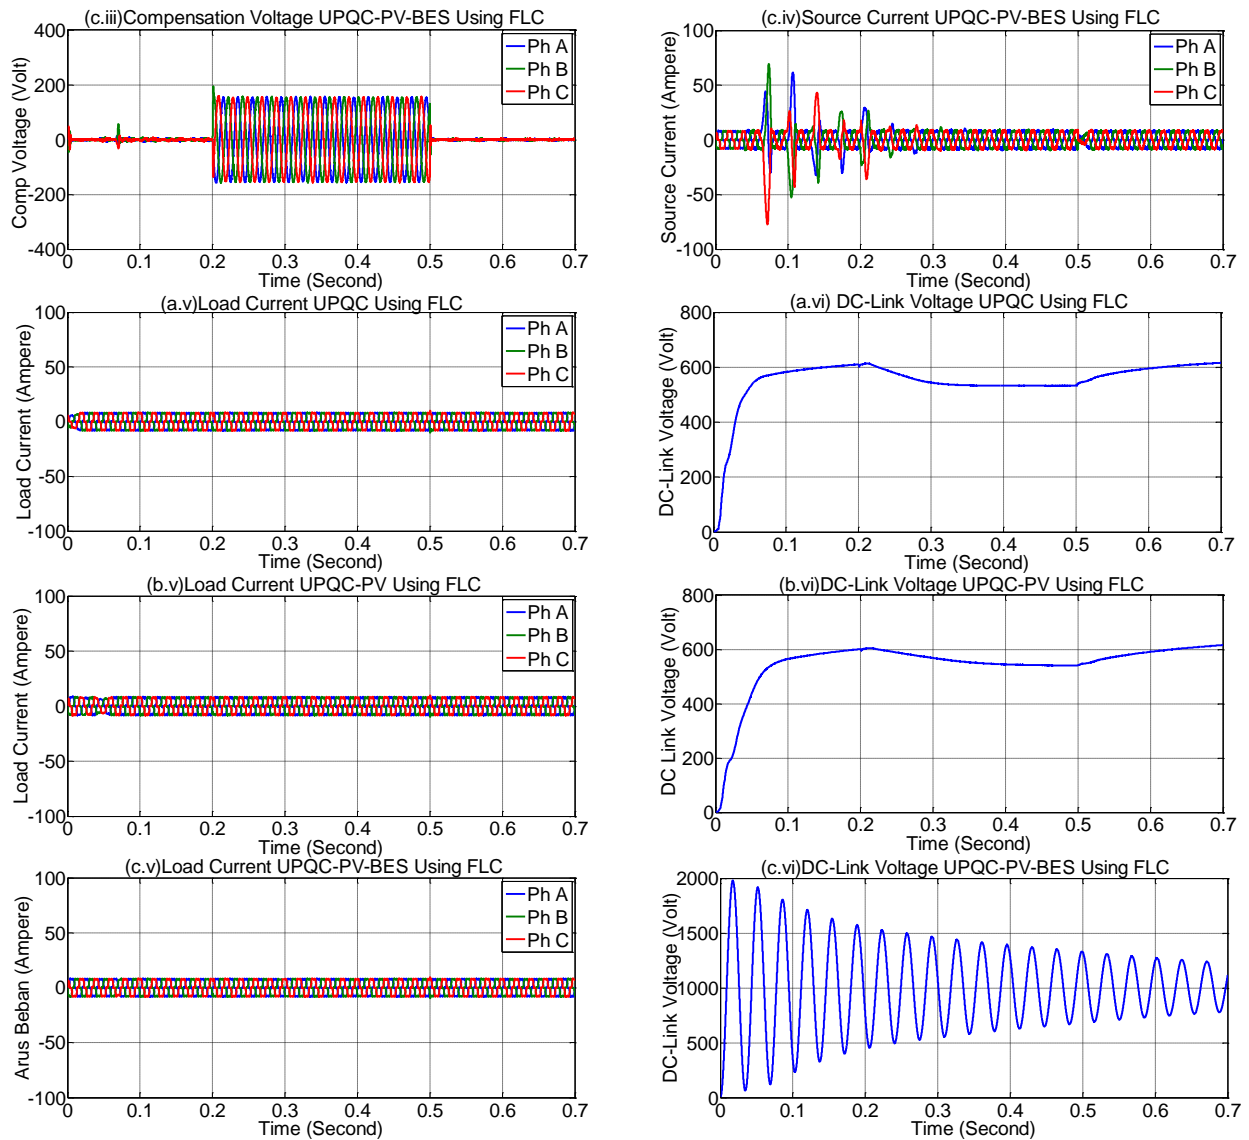 (c.iii)Compensation Voltage UPQC-PV-BES Using FLC
Comp Voltage (Volt)
400
200
0
-200
-400
Ph A
Ph B
Ph C
0 0.1 0.2 0.3 0.4 0.5 0.6 0.7
Time (Second)
(c.iv)Source Current UPQC-PV-BES Using FLC
Source Current (Ampere)
100
50
0
-50
-100
Ph A
Ph B
Ph C
0 0.1 0.2 0.3 0.4 0.5 0.6 0.7
Time (Second)
(a.v)Load Current UPQC Using FLC
Load Current (Ampere)
100
50
0
-50
-100
Ph A
Ph B
Ph C
0 0.1 0.2 0.3 0.4 0.5 0.6 0.7
Time (Second)
(a.vi) DC-Link Voltage UPQC Using FLC
DC-Link Voltage (Volt)
800
600
400
200
0
0 0.1 0.2 0.3 0.4 0.5 0.6 0.7
Time (Second)
(b.v)Load Current UPQC-PV Using FLC
Load Current (Ampere)
100
50
0
-50
-100
Ph A
Ph B
Ph C
0 0.1 0.2 0.3 0.4 0.5 0.6 0.7
Time (Second)
(b.vi)DC-Link Voltage UPQC-PV Using FLC
DC Link Voltage (Volt)
800
600
400
200
0
0 0.1 0.2 0.3 0.4 0.5 0.6 0.7
Time (Second)
(c.v)Load Current UPQC-PV-BES Using FLC
Arus Beban (Ampere)
100
50
0
-50
-100
Ph A
Ph B
Ph C
0 0.1 0.2 0.3 0.4 0.5 0.6 0.7
Time (Second)
(c.vi)DC-Link Voltage UPQC-PV-BES Using FLC
DC-Link Voltage (Volt)
2000
1500
1000
500
0
0 0.1 0.2 0.3 0.4 0.5 0.6 0.7
Time (Second)